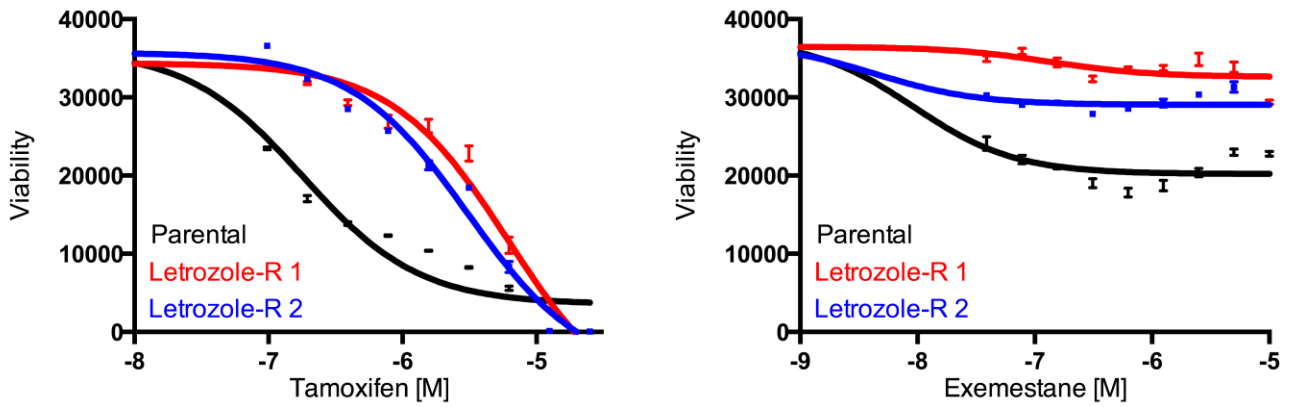 40000
30000
20000
10000
0
Viability
Parental
Letrozole-R 1
Letrozole-R 2
-8
-7
-6
-5
Tamoxifen [M]
40000
30000
20000
10000
0
Viability
Parental
Letrozole-R 1
Letrozole-R 2
-9
-8
-7
-6
-5
Exemestane [M]